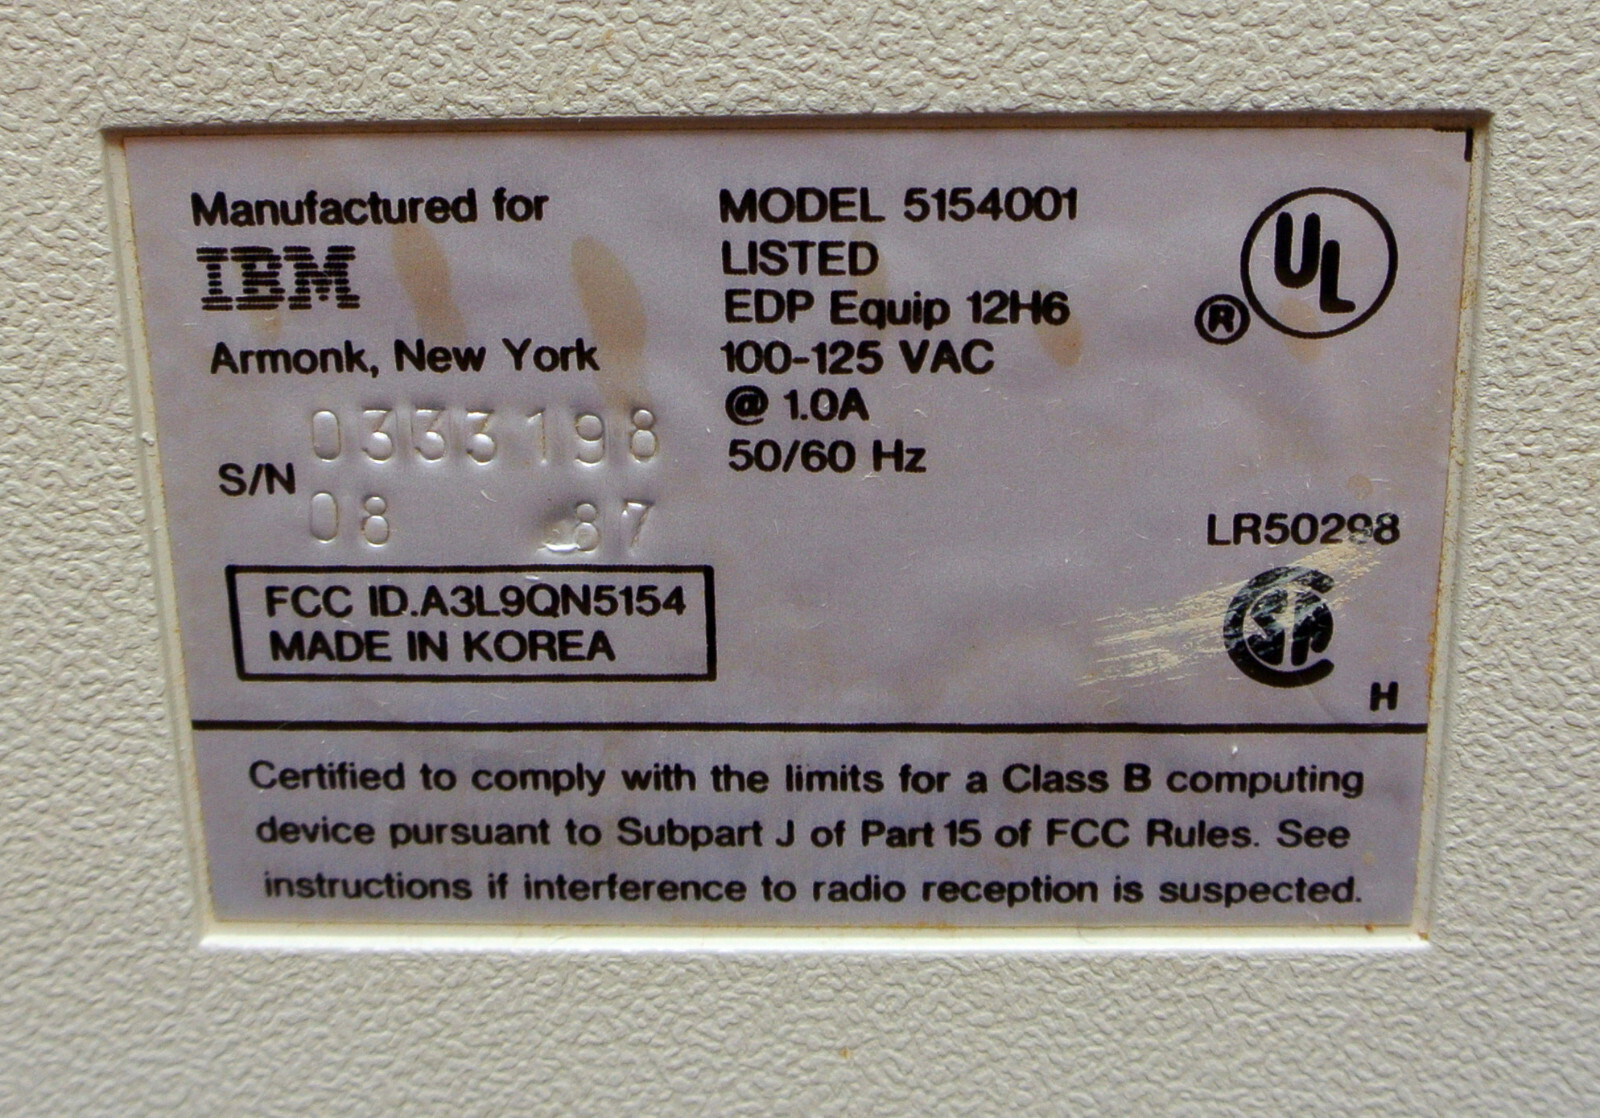 Manufactured for
IBM
Armonk, New York
S/N 0333198
08 87
FCC ID.A3L9QN5154
MADE IN KOREA
MODEL 5154001
LISTED
EDP Equip 12H6
100-125 VAC
@ 1.0A
50/60 Hz
UL
®
LR50298
H
Certified to comply with the limits for a Class B computing
device pursuant to Subpart J of Part 15 of FCC Rules. See
instructions if interference to radio reception is suspected.